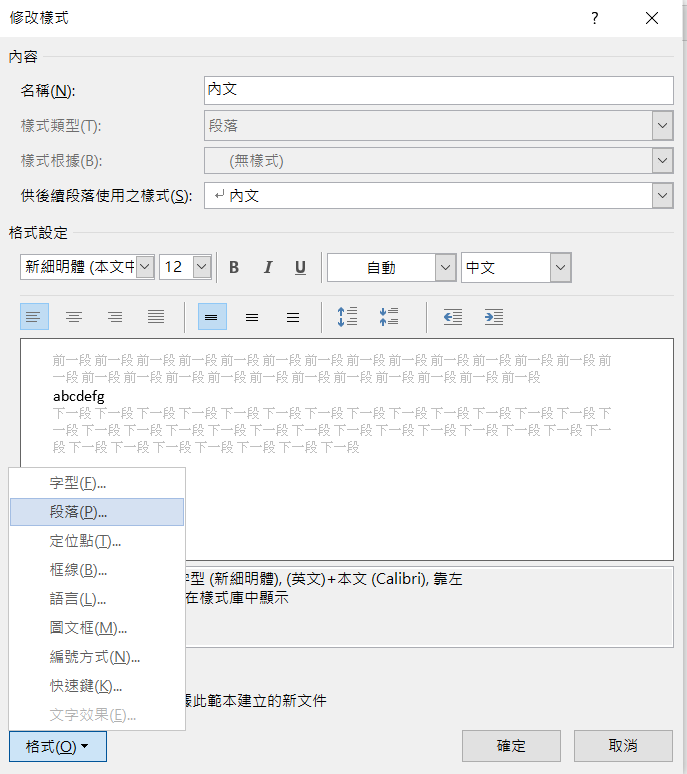 修改樣式
?
內容
名稱(N):
內文
樣式類型(T):
段落
樣式根據(B):
(無樣式)
供後續段落使用之樣式(S):
內文
格式設定
新細明體 (本文中
12
B
I
U
自動
中文
前一段 前一段 前一段 前一段 前一段 前一段 前一段 前一段 前一段 前一段 前一段 前一段 前一段 前
一段 前一段 前一段 前一段 前一段 前一段 前一段 前一段 前一段 前一段 前一段 前一段
abcdefg
下一段 下一段 下一段 下一段 下一段 下一段 下一段 下一段 下一段 下一段 下一段 下一段 下一段 下
一段 下一段 下一段 下一段 下一段 下一段 下一段 下一段 下一段 下一段 下一段 下一段 下一段 下一
段 下一段 下一段 下一段 下一段 下一段 下一段 下一段
字型(F)...
段落(P)...
定位點(T)...
框線(B)...
語言(L)...
圖文框(M)...
編號方式(N)...
快速鍵(K)...
文字效果(E)...
字型 (新細明體), (英文)+本文 (Calibri), 靠左
在樣式庫中顯示
據此範本建立的新文件
格式(O)
確定
取消